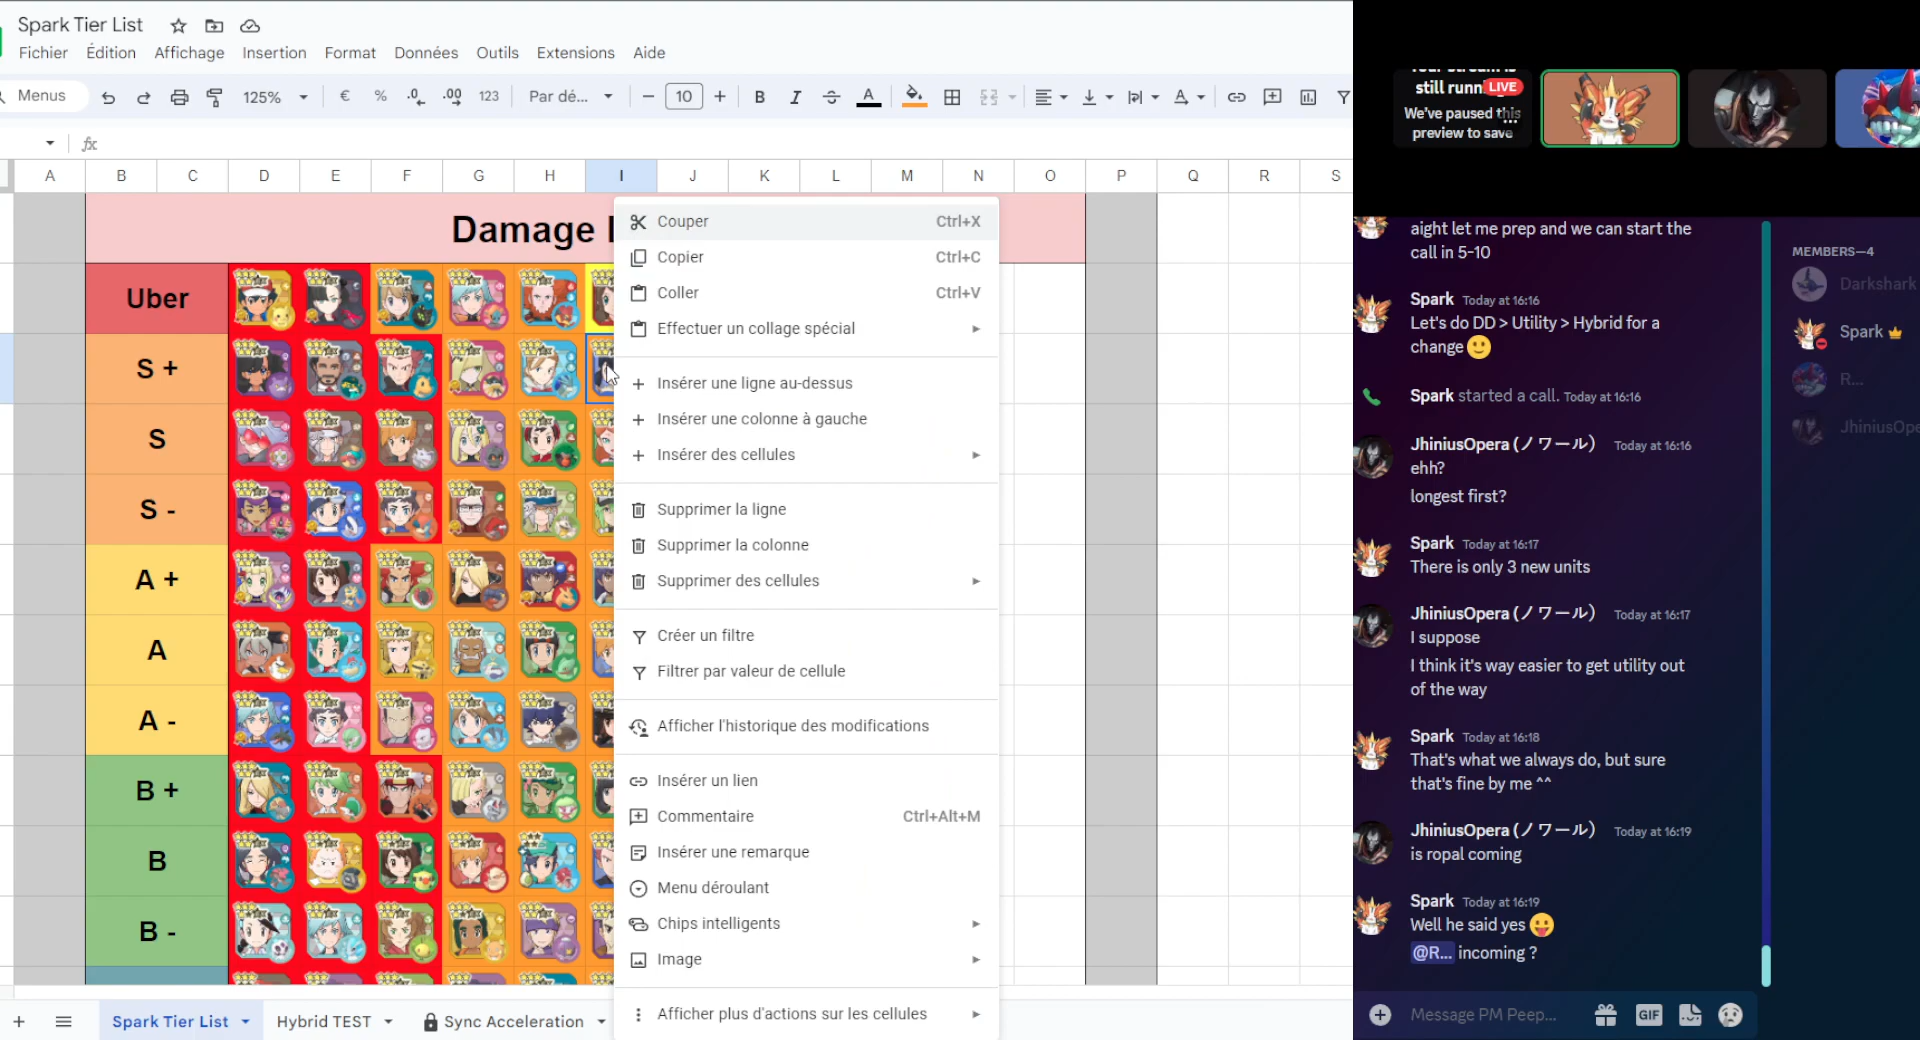 Spark Tier List
Fichier Édition Affichage Insertion Format Données Outils Extensions Aide
Menus 125% € % .0 .00 123 Par dé... 10 B I A
fx
A B C D E F G H I J K L M N O P Q R S
Damage
Uber
S +
S
S -
A +
A
A -
B +
B
B -
Couper Ctrl+X
Copier Ctrl+C
Coller Ctrl+V
Effectuer un collage spécial
Insérer une ligne au-dessus
Insérer une colonne à gauche
Insérer des cellules
Supprimer la ligne
Supprimer la colonne
Supprimer des cellules
Créer un filtre
Filtrer par valeur de cellule
Afficher l'historique des modifications
Insérer un lien
Commentaire Ctrl+Alt+M
Insérer une remarque
Menu déroulant
Chips intelligents
Image
Afficher plus d'actions sur les cellules
Spark Tier List Hybrid TEST Sync Acceleration
still runn LIVE
We've paused this
preview to save
aight let me prep and we can start the
call in 5-10
Spark Today at 16:16
Let's do DD > Utility > Hybrid for a
change
Spark started a call. Today at 16:16
JhiniusOpera (ノワール) Today at 16:16
ehh?
longest first?
Spark Today at 16:17
There is only 3 new units
JhiniusOpera (ノワール) Today at 16:17
I suppose
I think it's way easier to get utility out
of the way
Spark Today at 16:18
That's what we always do, but sure
that's fine by me ^^
JhiniusOpera (ノワール) Today at 16:19
is ropal coming
Spark Today at 16:19
Well he said yes
@R... incoming ?
Message PM Peep... GIF
MEMBERS—4
Darkshark
Spark
R...
JhiniusOpe